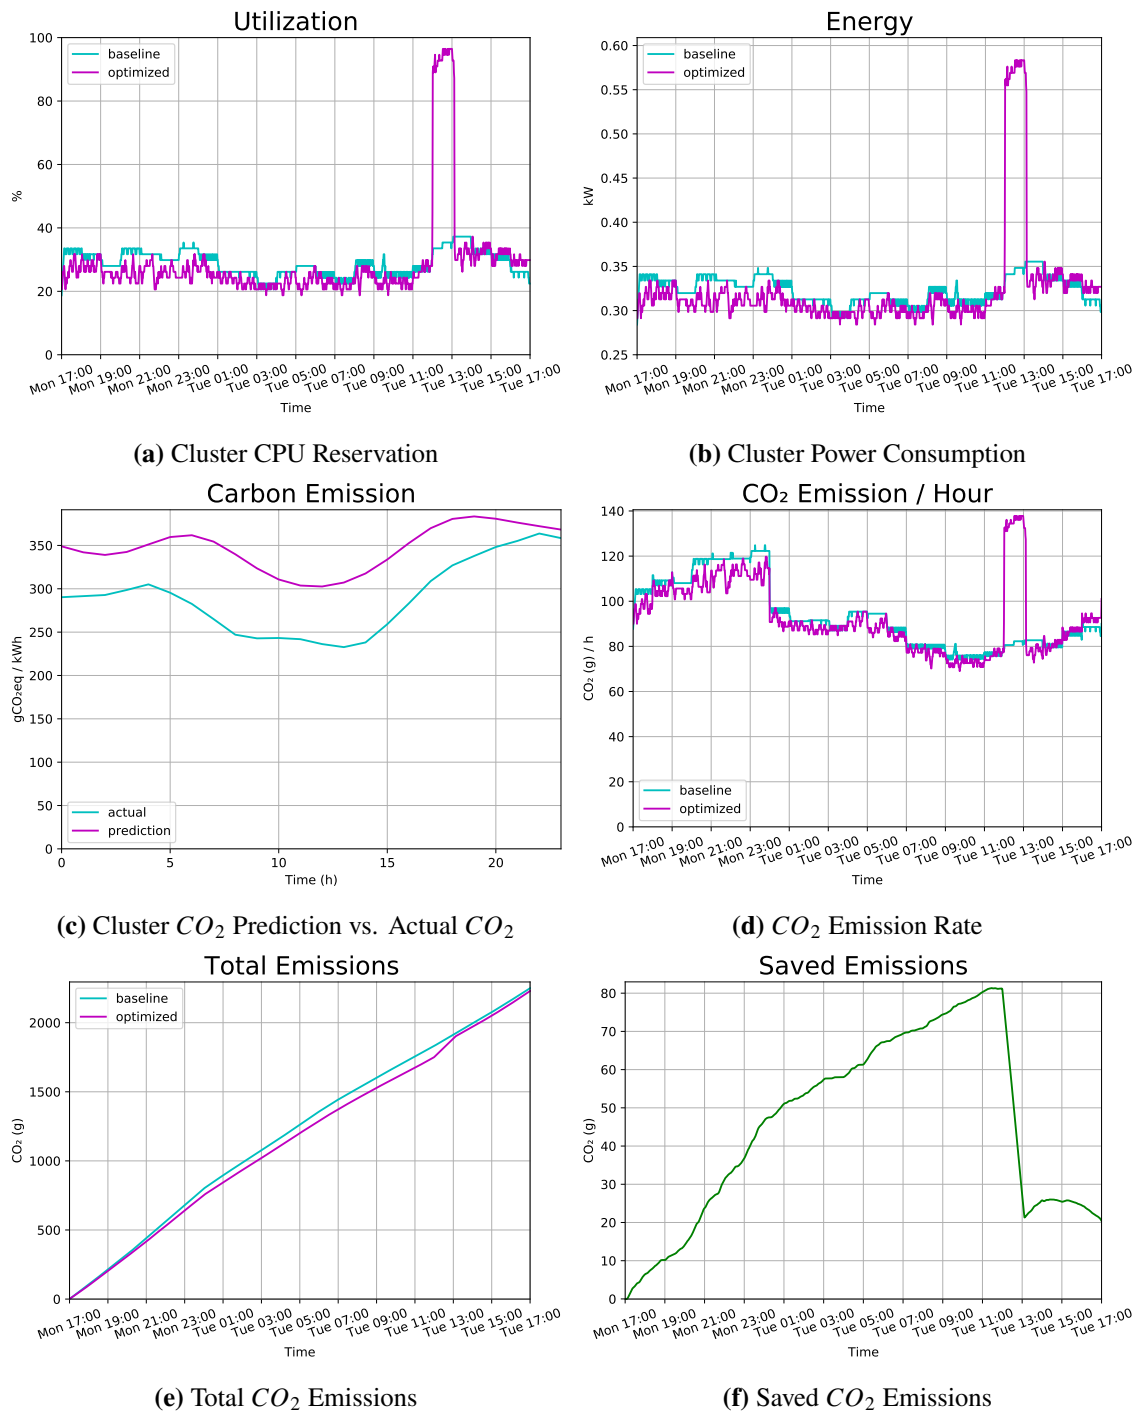 Utilization
100
80
60
40
20
0
%
baseline
optimized
Mon 17:00
Mon 19:00
Mon 21:00
Mon 23:00
Tue 01:00
Tue 03:00
Tue 05:00
Tue 07:00
Tue 09:00
Tue 11:00
Tue 13:00
Tue 15:00
Tue 17:00
Time
(a) Cluster CPU Reservation
Energy
0.60
0.55
0.50
0.45
0.40
0.35
0.30
0.25
kW
baseline
optimized
Mon 17:00
Mon 19:00
Mon 21:00
Mon 23:00
Tue 01:00
Tue 03:00
Tue 05:00
Tue 07:00
Tue 09:00
Tue 11:00
Tue 13:00
Tue 15:00
Tue 17:00
Time
(b) Cluster Power Consumption
Carbon Emission
350
300
250
200
150
100
50
0
gCO₂eq / kWh
actual
prediction
0
5
10
15
20
Time (h)
(c) Cluster CO₂ Prediction vs. Actual CO₂
CO₂ Emission / Hour
140
120
100
80
60
40
20
0
CO₂ (g) / h
baseline
optimized
Mon 17:00
Mon 19:00
Mon 21:00
Mon 23:00
Tue 01:00
Tue 03:00
Tue 05:00
Tue 07:00
Tue 09:00
Tue 11:00
Tue 13:00
Tue 15:00
Tue 17:00
Time
(d) CO₂ Emission Rate
Total Emissions
2000
1500
1000
500
0
CO₂ (g)
baseline
optimized
Mon 17:00
Mon 19:00
Mon 21:00
Mon 23:00
Tue 01:00
Tue 03:00
Tue 05:00
Tue 07:00
Tue 09:00
Tue 11:00
Tue 13:00
Tue 15:00
Tue 17:00
Time
(e) Total CO₂ Emissions
Saved Emissions
80
70
60
50
40
30
20
10
0
CO₂ (g)
Mon 17:00
Mon 19:00
Mon 21:00
Mon 23:00
Tue 01:00
Tue 03:00
Tue 05:00
Tue 07:00
Tue 09:00
Tue 11:00
Tue 13:00
Tue 15:00
Tue 17:00
Time
(f) Saved CO₂ Emissions